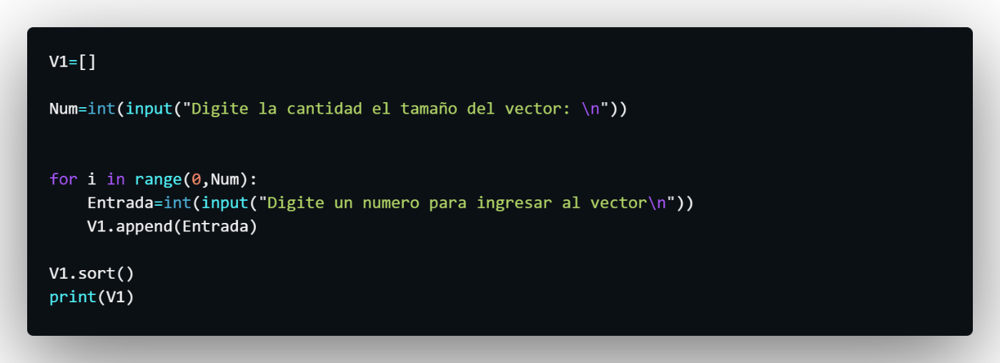 V1=[]
Num=int(input("Digite la cantidad el tamaño del vector: \n"))
for i in range(0,Num):
    Entrada=int(input("Digite un numero para ingresar al vector\n"))
    V1.append(Entrada)
V1.sort()
print(V1)